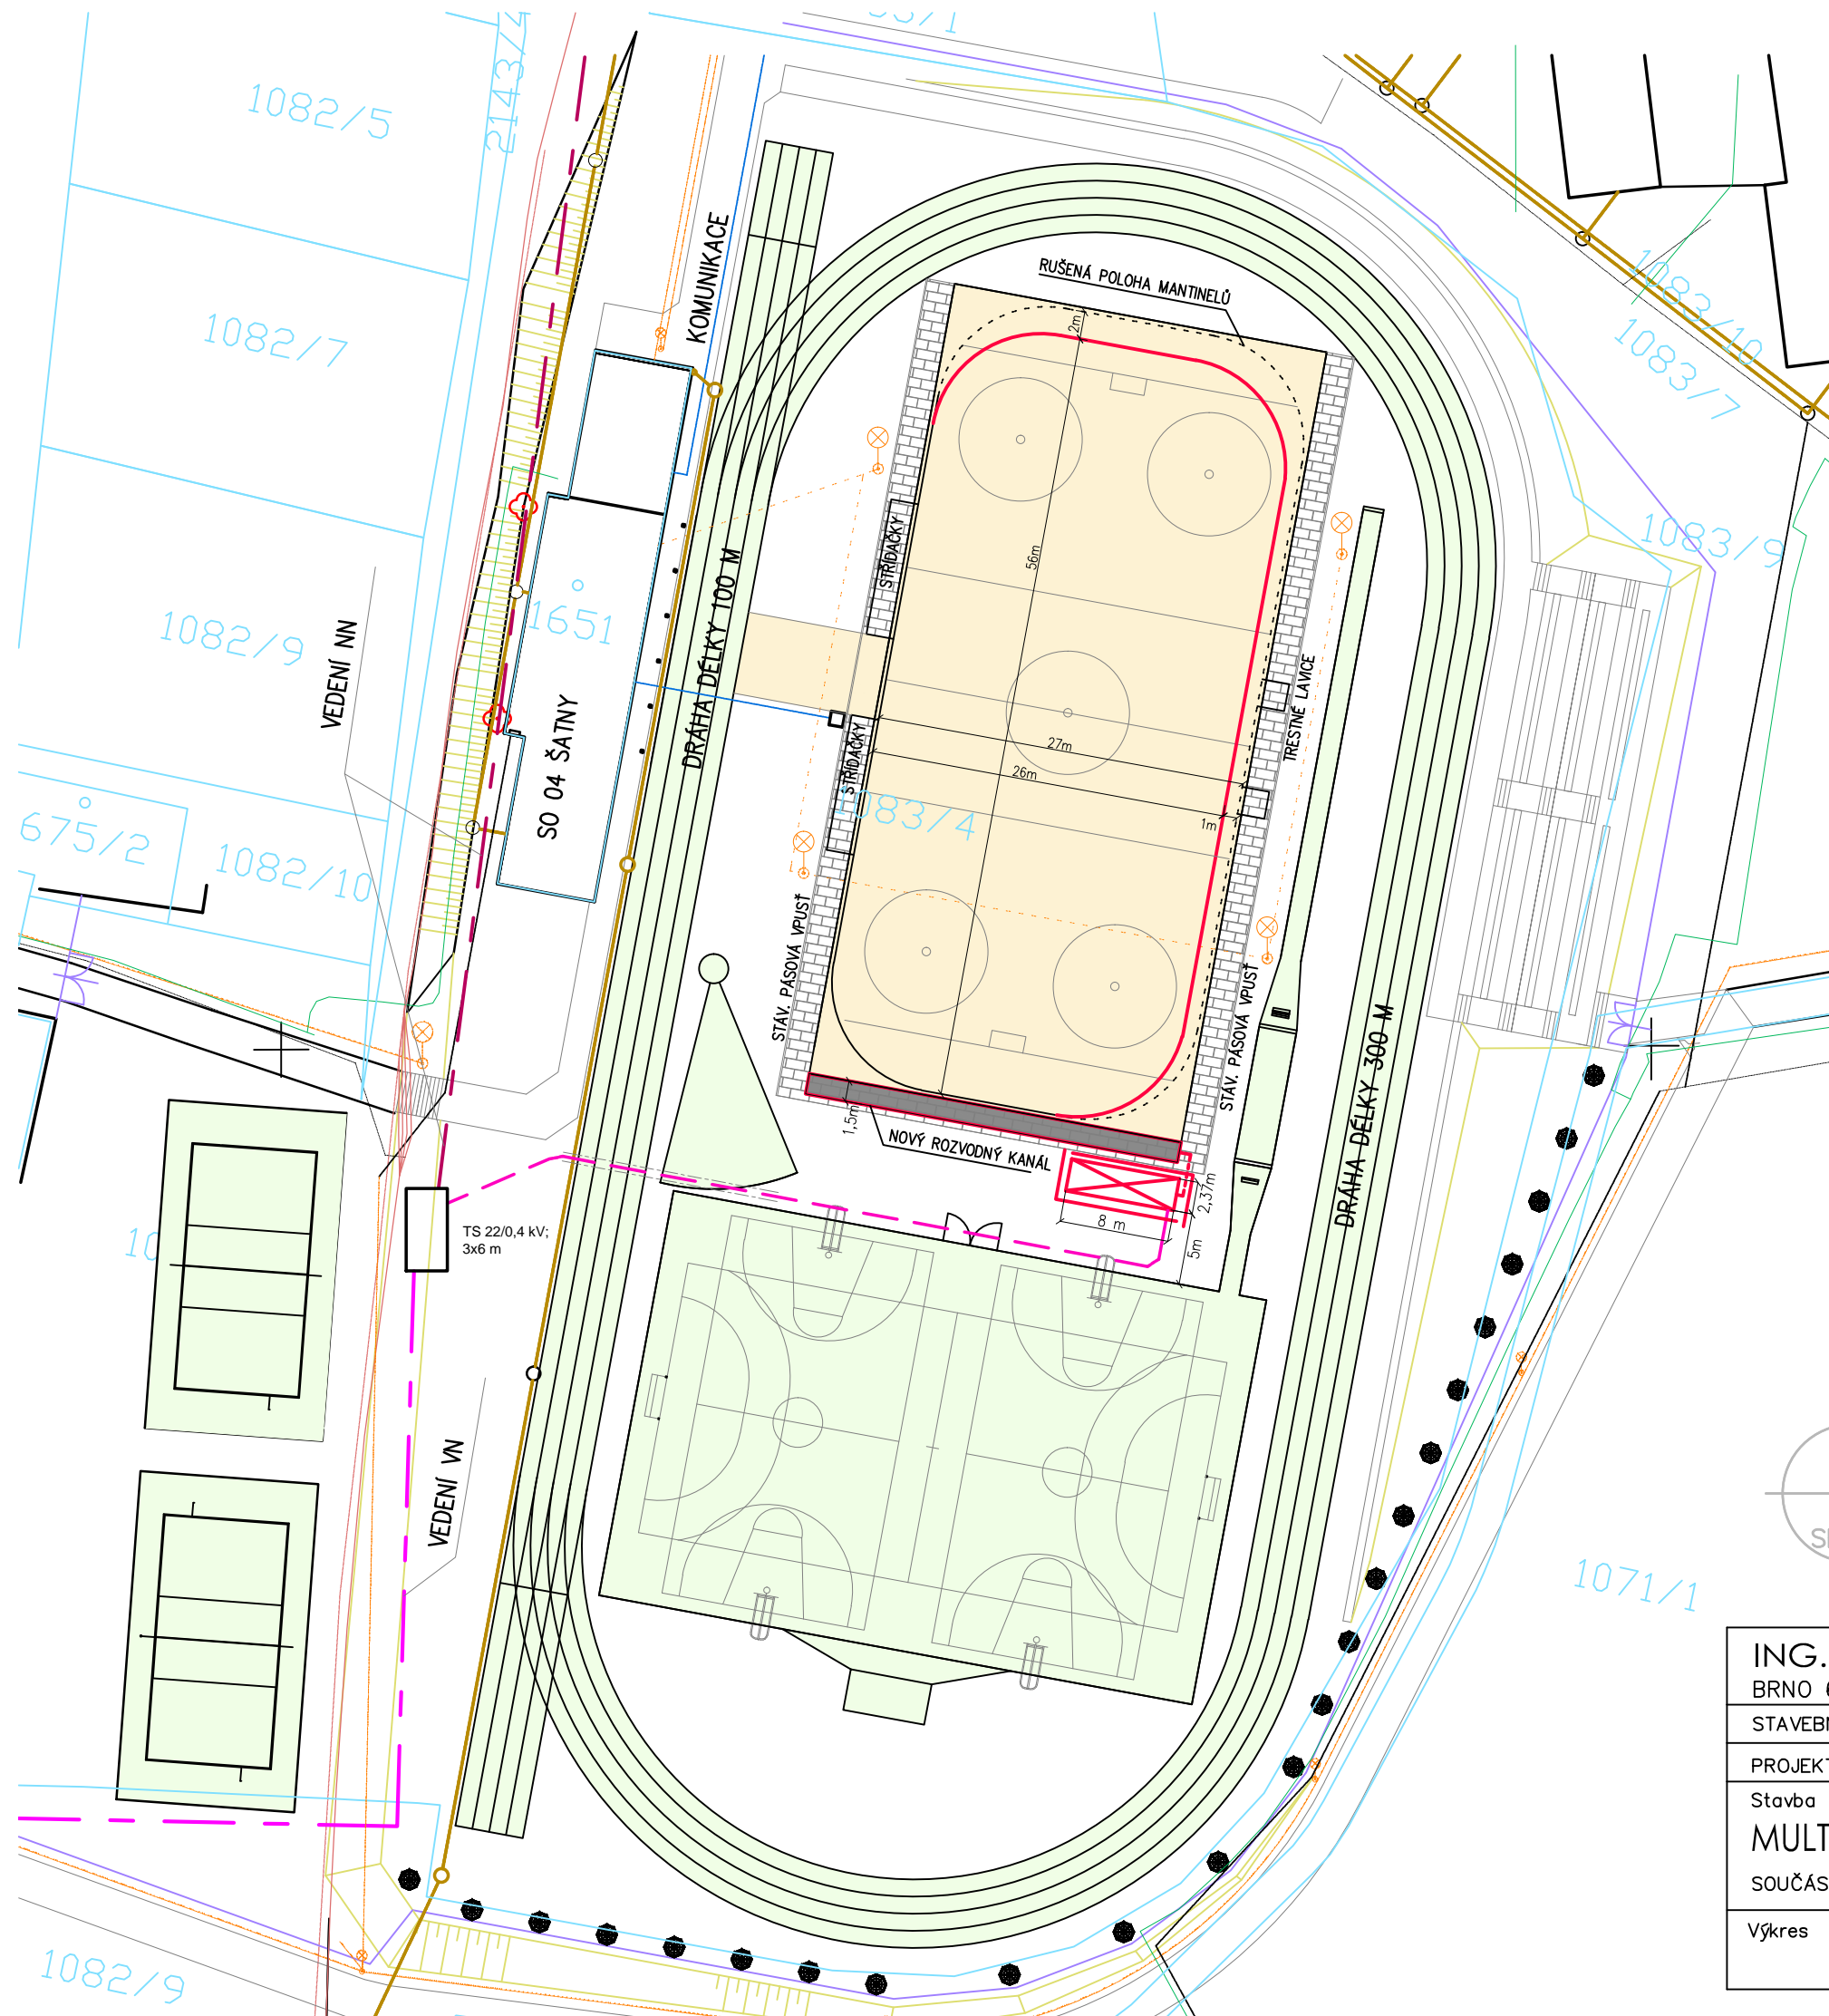 1082/5
2143/2
KOMUNIKACE
RUŠENÁ POLOHA MANTINELŮ
2m
1083/10
1083/7
1082/7
1083/9
STŘÍDAČKY
56m
1651
1082/9
VEDENÍ NN
DRÁHA DÉLKY 100 M
TRESTNÉ LAVICE
SO 04 ŠATNY
STŘÍDAČKY
27m
26m
1083/4
1m
675/2
1082/10
STÁV. PÁSOVÁ VPUSŤ
STÁV. PÁSOVÁ VPUSŤ
DRÁHA DÉLKY 300 M
1,5m
NOVÝ ROZVODNÝ KANÁL
2,37m
8 m
5m
TS 22/0,4 kV;
3x6 m
VEDENÍ VN
1071/1
ING.
BRNO
PROJEKT
Stavba
MULT
SOUČÁS
Výkres
1082/9